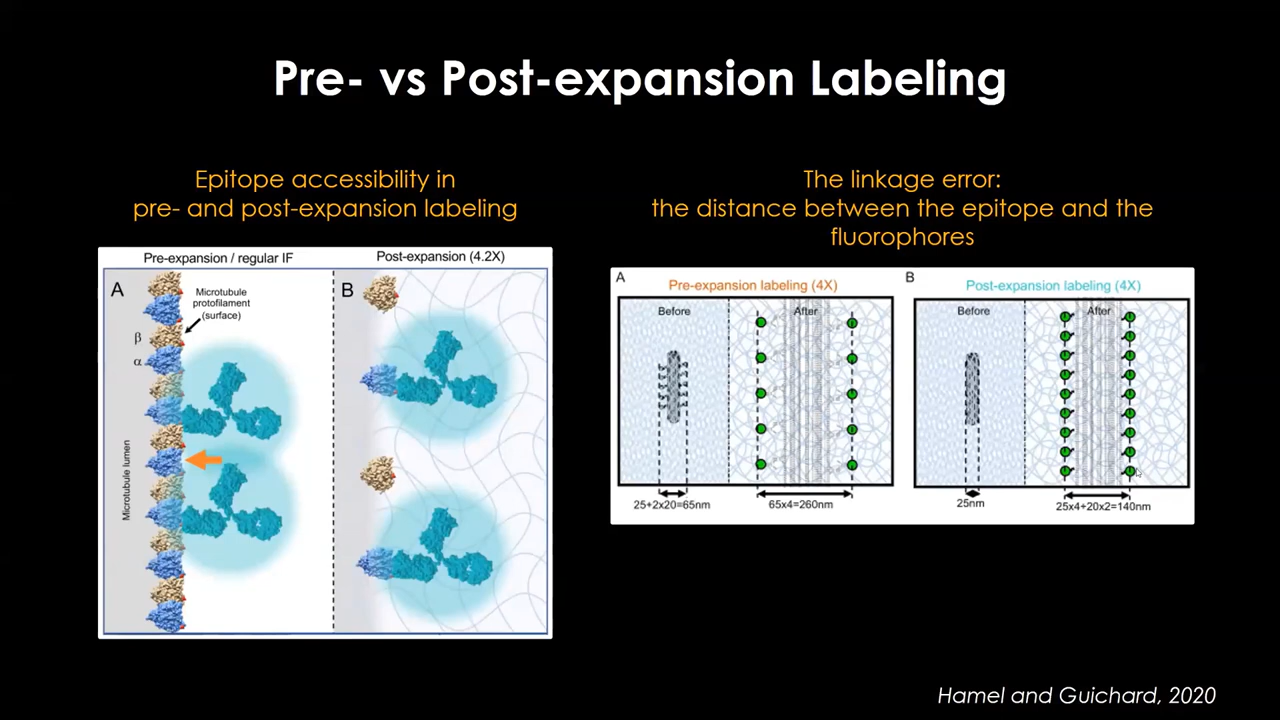 Pre- vs Post-expansion Labeling
Epitope accessibility in
pre- and post-expansion labeling
Pre-expansion / regular IF
Post-expansion (4.2X)
A
Microtubule
protofilament
(surface)
β
α
Microtubule lumen
B
The linkage error:
the distance between the epitope and the
fluorophores
A
Pre-expansion labeling (4X)
Before
After
25+2x20=65nm
65x4=260nm
B
Post-expansion labeling (4X)
Before
After
25nm
25x4+20x2=140nm
Hamel and Guichard, 2020